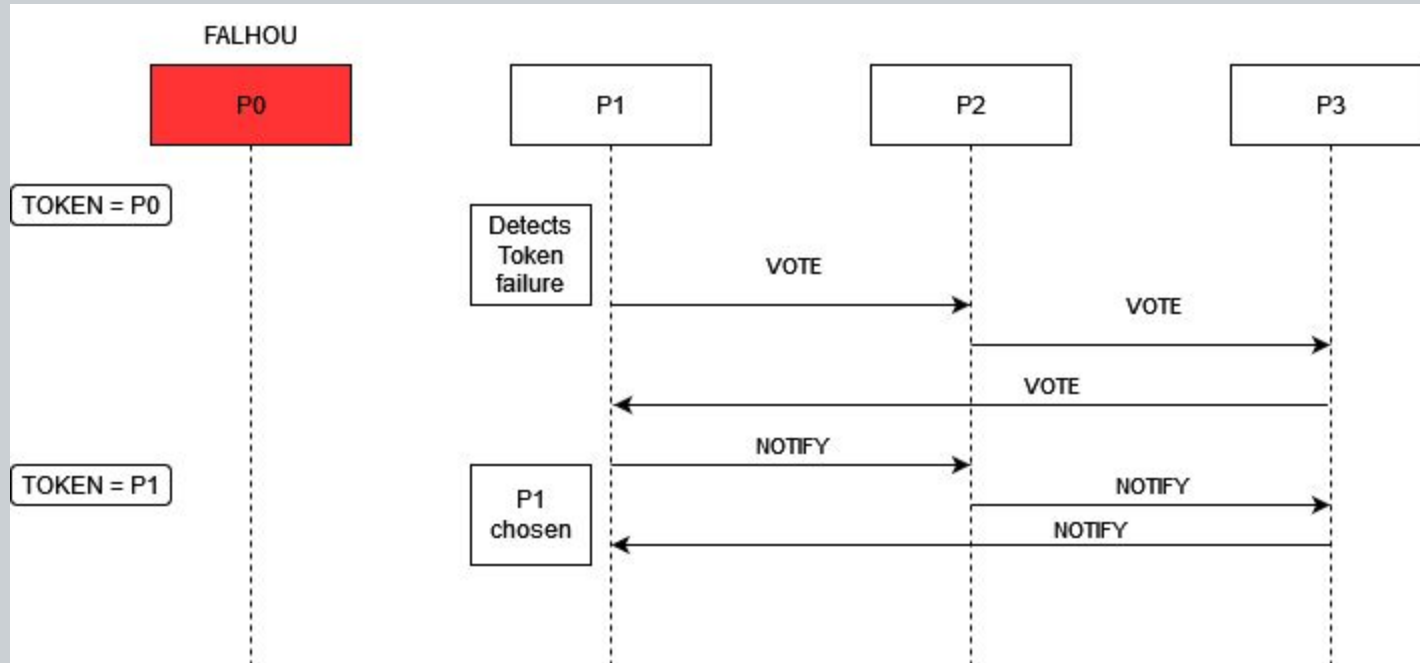 FALHOU
P0
P1
P2
P3
TOKEN = P0
Detects
Token
failure
VOTE
VOTE
VOTE
NOTIFY
TOKEN = P1
P1
chosen
NOTIFY
NOTIFY